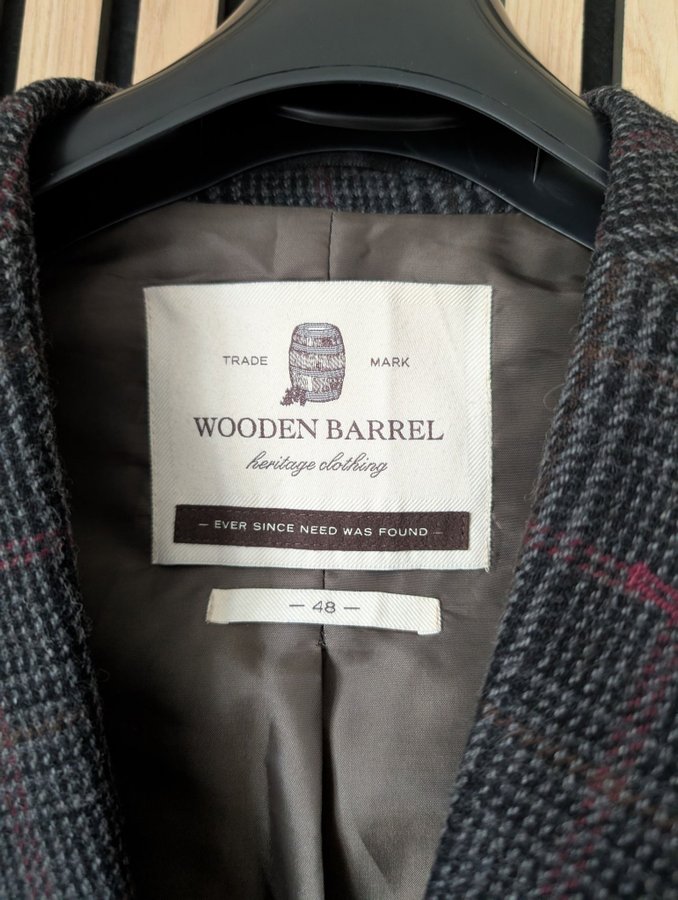 TRADE MARK
WOODEN BARREL
heritage clothing
— EVER SINCE NEED WAS FOUND —
— 48 —